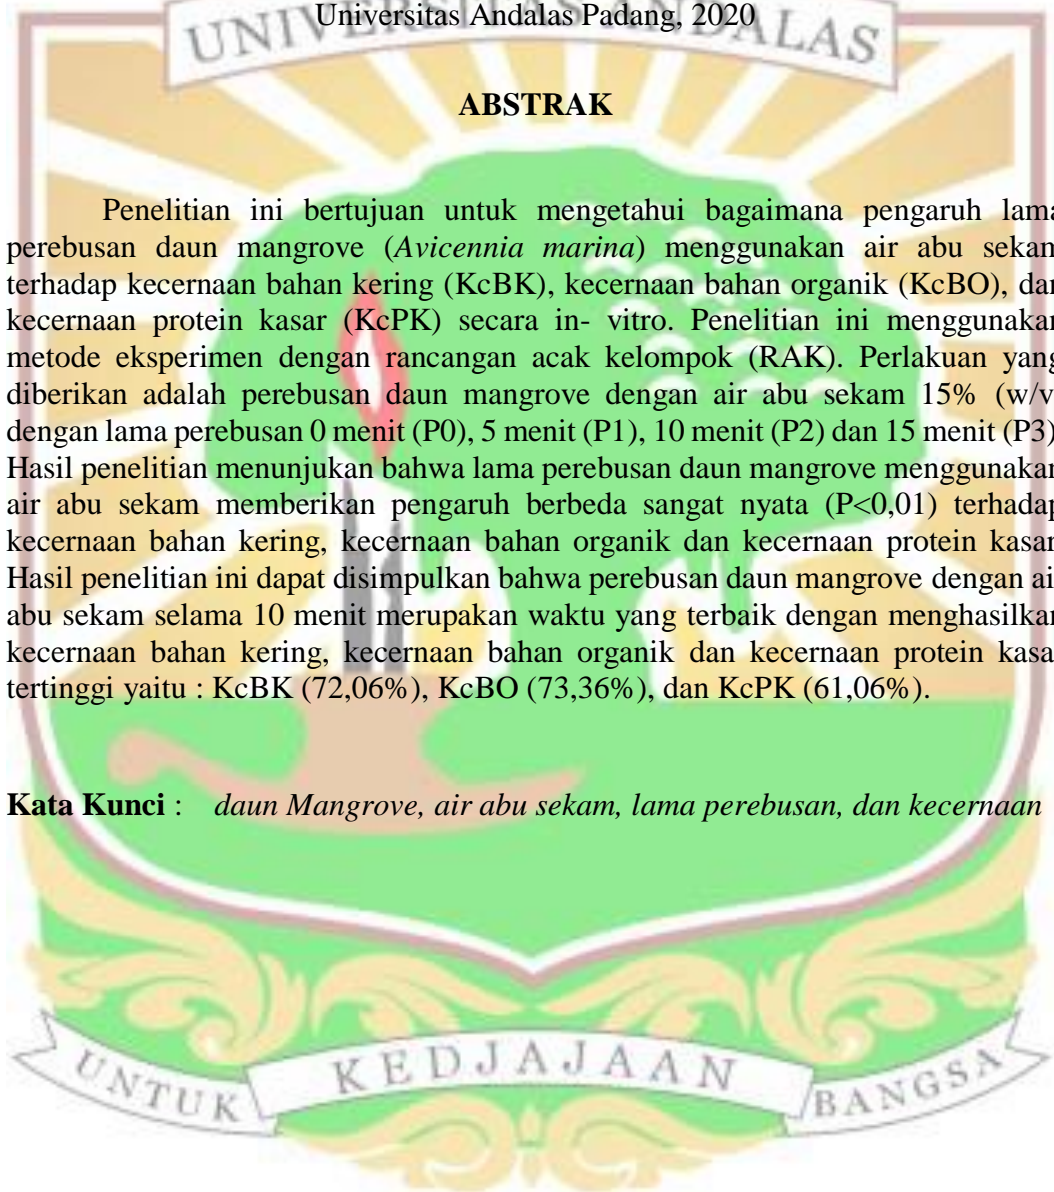 Universitas Andalas Padang, 2020
UNIVERSITAS ANDALAS
ABSTRAK
Penelitian ini bertujuan untuk mengetahui bagaimana pengaruh lama
perebusan daun mangrove (Avicennia marina) menggunakan air abu sekam
terhadap kecernaan bahan kering (KcBK), kecernaan bahan organik (KcBO), dan
kecernaan protein kasar (KcPK) secara in- vitro. Penelitian ini menggunakan
metode eksperimen dengan rancangan acak kelompok (RAK). Perlakuan yang
diberikan adalah perebusan daun mangrove dengan air abu sekam 15% (w/v
dengan lama perebusan 0 menit (P0), 5 menit (P1), 10 menit (P2) dan 15 menit (P3)
Hasil penelitian menunjukan bahwa lama perebusan daun mangrove menggunakan
air abu sekam memberikan pengaruh berbeda sangat nyata (P<0,01) terhadap
kecernaan bahan kering, kecernaan bahan organik dan kecernaan protein kasar
Hasil penelitian ini dapat disimpulkan bahwa perebusan daun mangrove dengan ai
abu sekam selama 10 menit merupakan waktu yang terbaik dengan menghasilkan
kecernaan bahan kering, kecernaan bahan organik dan kecernaan protein kasa
tertinggi yaitu : KcBK (72,06%), KcBO (73,36%), dan KcPK (61,06%).
Kata Kunci : daun Mangrove, air abu sekam, lama perebusan, dan kecernaan
UNTUK KEDJAJAAN BANGSA